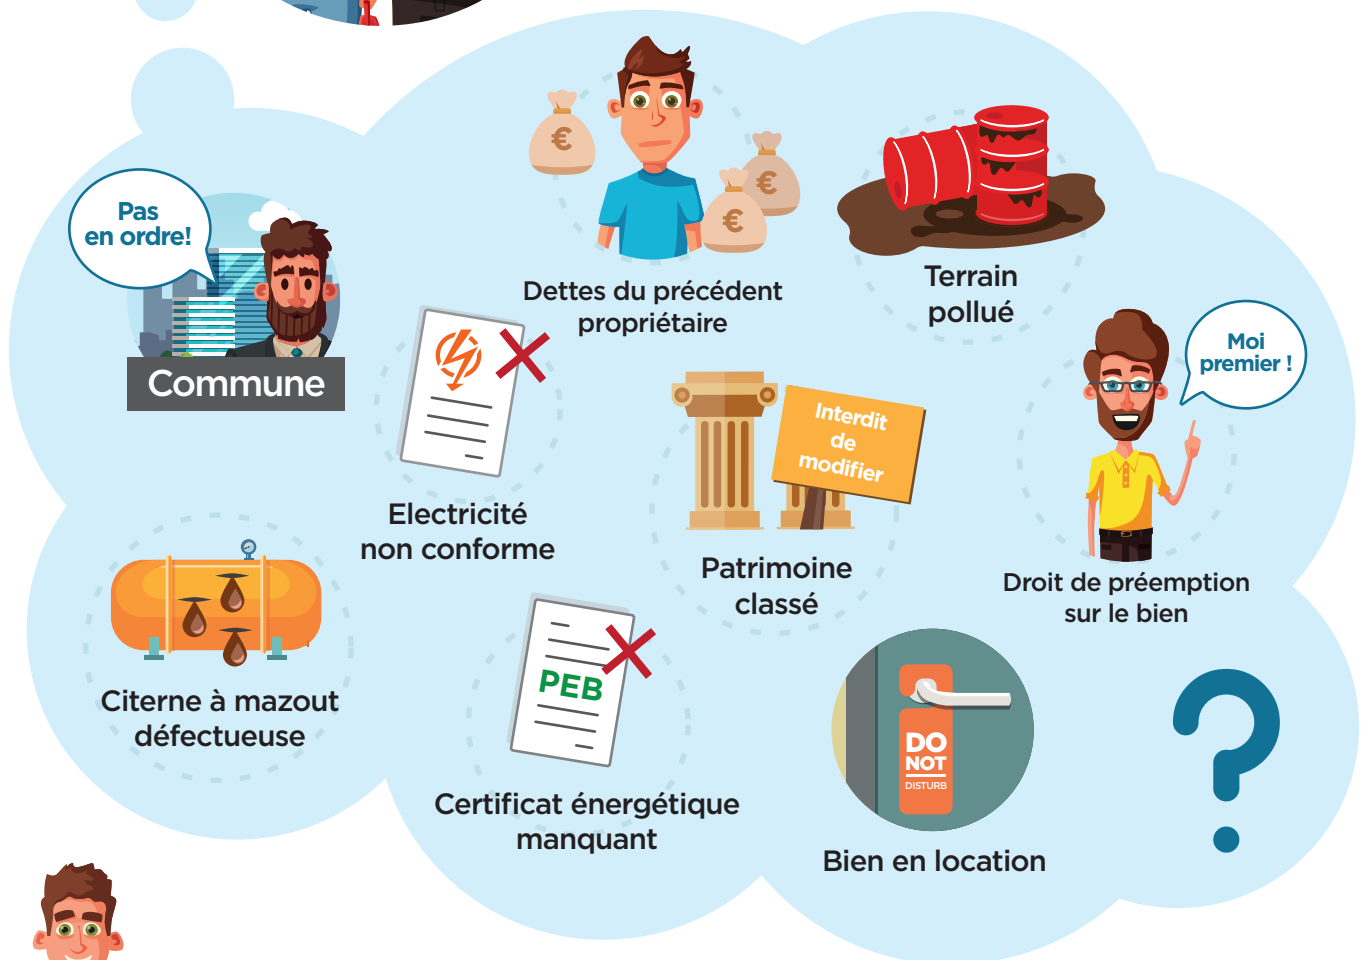 Pas
en ordre!
Commune
€
€
€
Dettes du précédent
propriétaire
Terrain
pollué
Moi
premier !
Electricité
non conforme
Interdit
de
modifier
Patrimoine
classé
Droit de préemption
sur le bien
Citerne à mazout
défectueuse
PEB
Certificat énergétique
manquant
DO
NOT
DISTURB
Bien en location
?